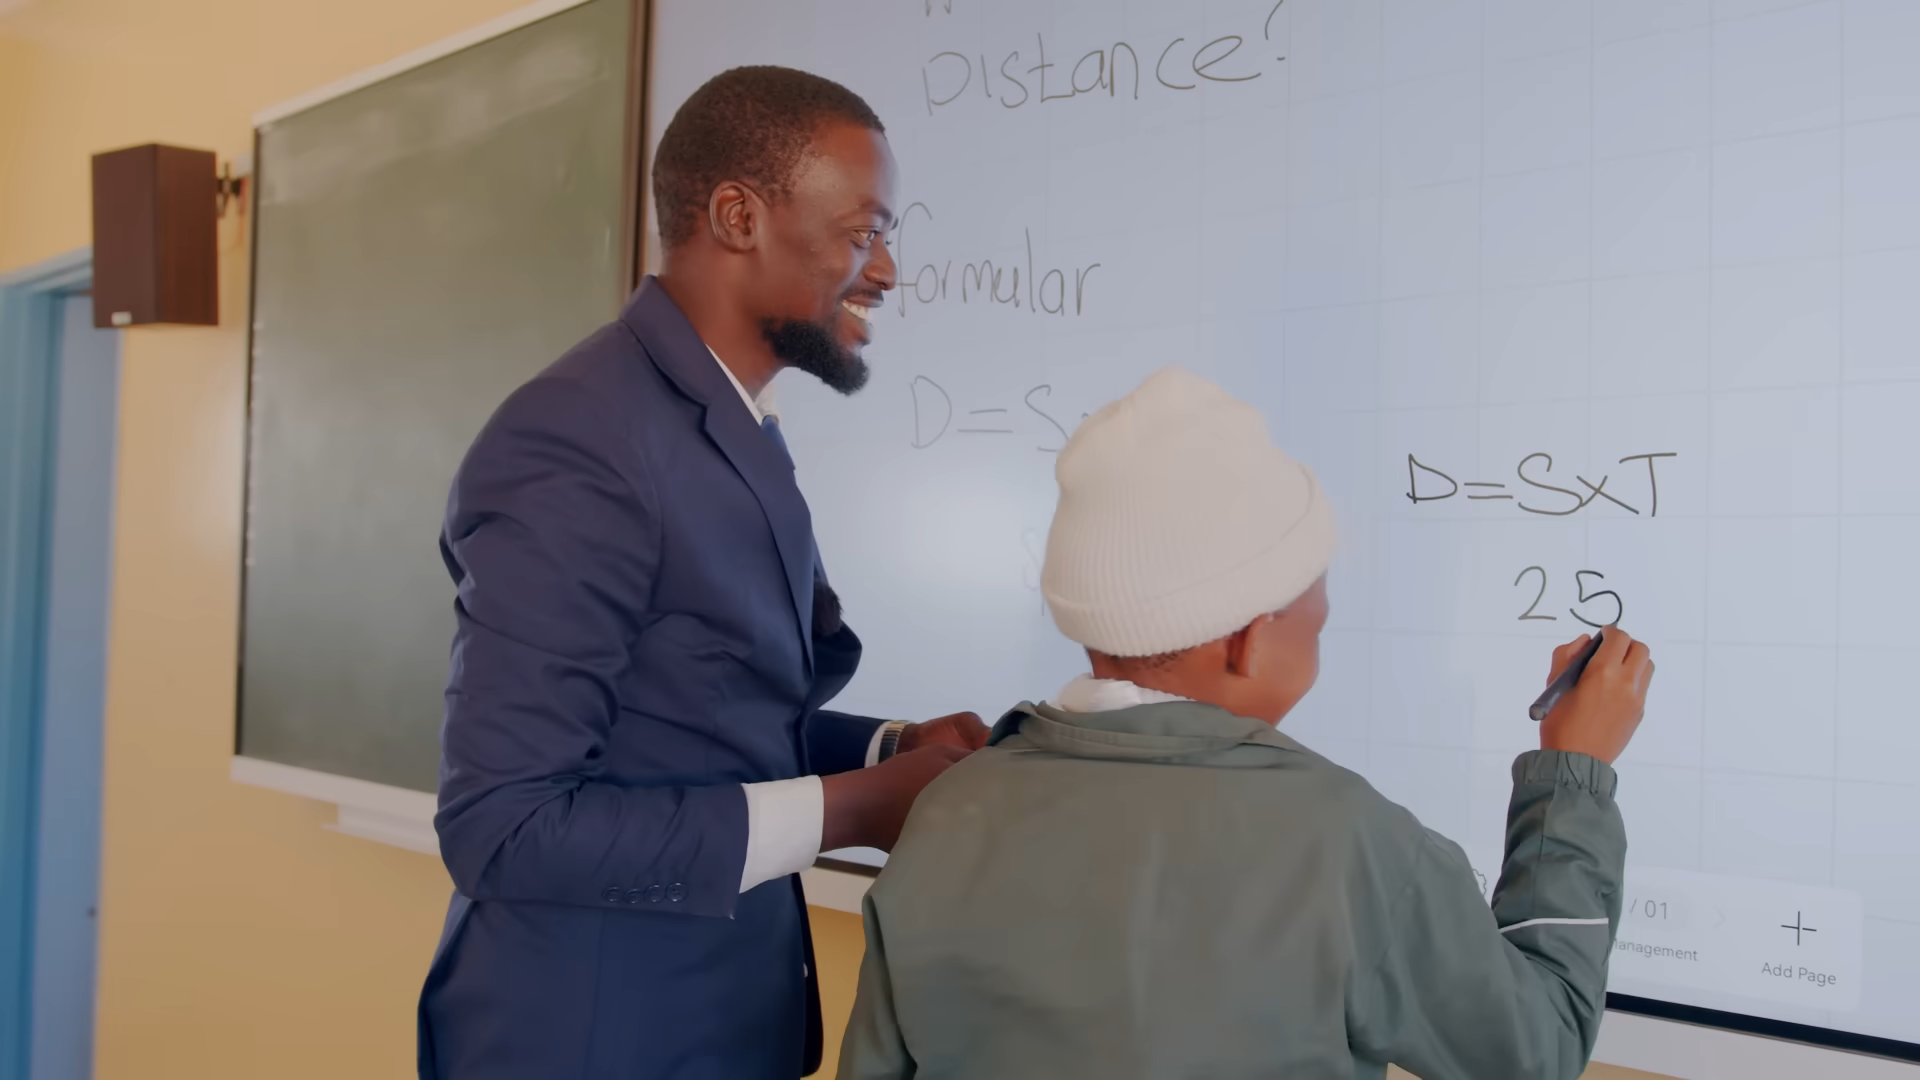 Distance?
formular
D = S
D=SxT
25
/ 01
anagement
Add Page